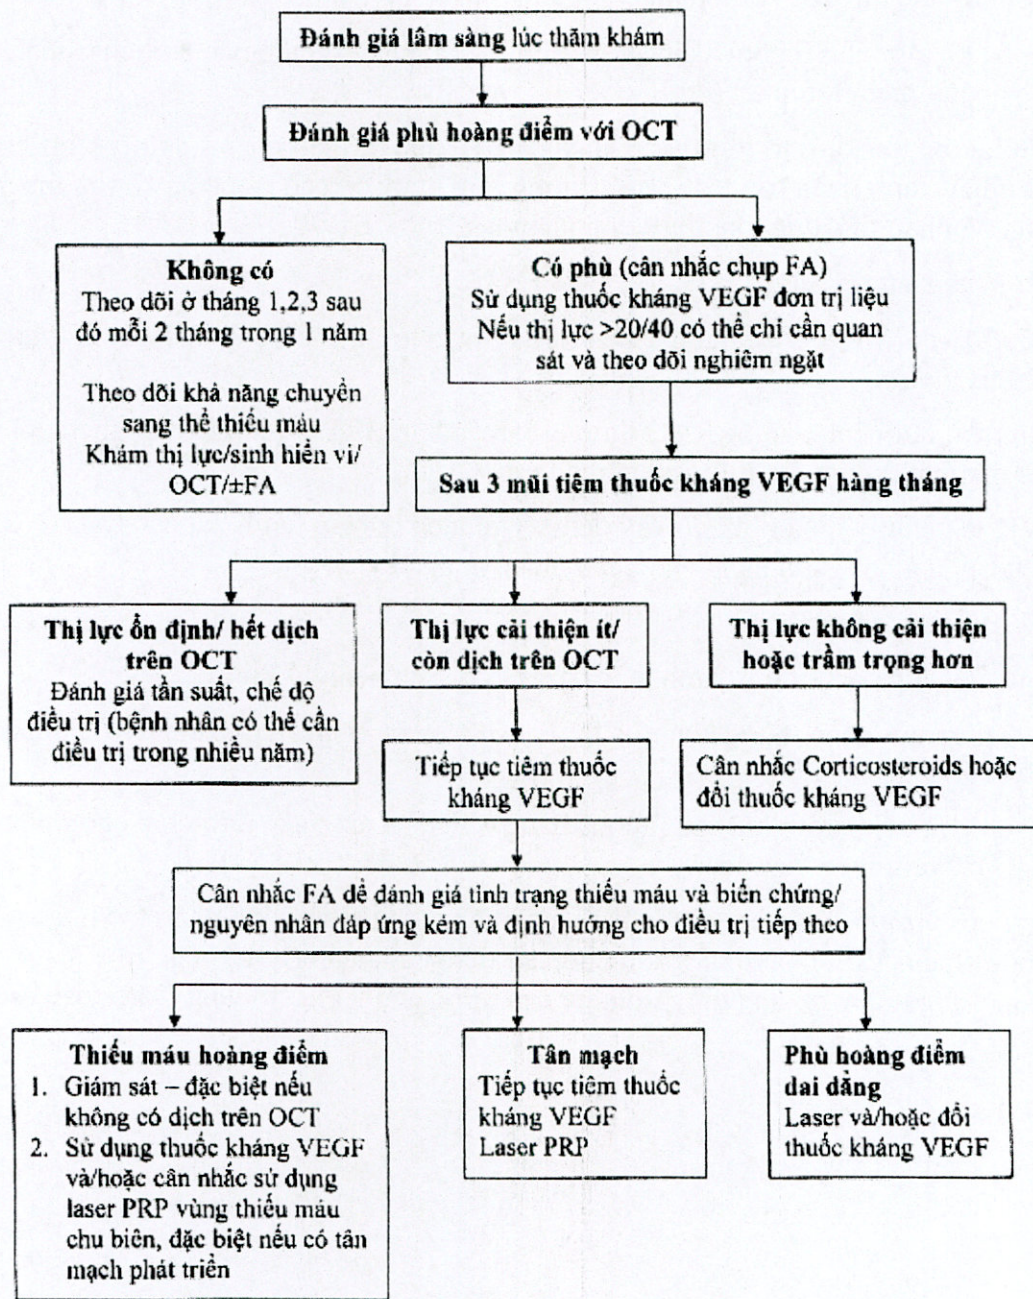 Đánh giá lâm sàng lúc thăm khám
Đánh giá phù hoàng điểm với OCT
Không có
Theo dõi ở tháng 1,2,3 sau
đó mỗi 2 tháng trong 1 năm
Theo dõi khả năng chuyển
sang thể thiếu máu
Khám thị lực/sinh hiển vi/
OCT/±FA
Có phù (cân nhắc chụp FA)
Sử dụng thuốc kháng VEGF đơn trị liệu
Nếu thị lực >20/40 có thể chỉ cần quan
sát và theo dõi nghiêm ngặt
Sau 3 mũi tiêm thuốc kháng VEGF hàng tháng
Thị lực ổn định/ hết dịch
trên OCT
Đánh giá tần suất, chế độ
điều trị (bệnh nhân có thể cần
điều trị trong nhiều năm)
Thị lực cải thiện ít/
còn dịch trên OCT
Thị lực không cải thiện
hoặc trầm trọng hơn
Tiếp tục tiêm thuốc
kháng VEGF
Cân nhắc Corticosteroids hoặc
đổi thuốc kháng VEGF
Cân nhắc FA để đánh giá tình trạng thiếu máu và biến chứng/
nguyên nhân đáp ứng kém và định hướng cho điều trị tiếp theo
Thiếu máu hoàng điểm
1. Giám sát – đặc biệt nếu
không có dịch trên OCT
2. Sử dụng thuốc kháng VEGF
và/hoặc cân nhắc sử dụng
laser PRP vùng thiếu máu
chu biên, đặc biệt nếu có tân
mạch phát triển
Tân mạch
Tiếp tục tiêm thuốc
kháng VEGF
Laser PRP
Phù hoàng điểm
dai dẳng
Laser và/hoặc đổi
thuốc kháng VEGF